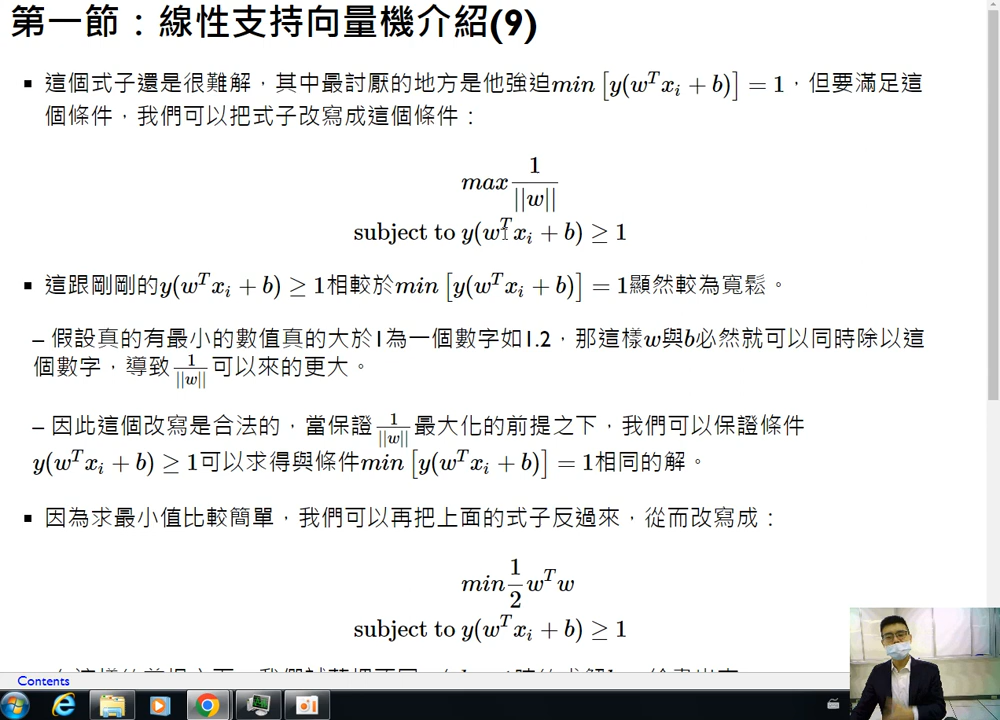 第一節：線性支持向量機介紹(9)
▪ 這個式子還是很難解，其中最討厭的地方是他強迫min [y(w^T x_i + b)] = 1，但要滿足這
個條件，我們可以把式子改寫成這個條件：
max 1/||w||
subject to y(w^T x_i + b) ≥ 1
▪ 這跟剛剛的y(w^T x_i + b) ≥ 1相較於min [y(w^T x_i + b)] = 1顯然較為寬鬆。
– 假設真的有最小的數值真的大於1為一個數字如1.2，那這樣w與b必然就可以同時除以這
個數字，導致 1/||w|| 可以來的更大。
– 因此這個改寫是合法的，當保證 1/||w|| 最大化的前提之下，我們可以保證條件
y(w^T x_i + b) ≥ 1可以求得與條件min [y(w^T x_i + b)] = 1相同的解。
▪ 因為求最小值比較簡單，我們可以再把上面的式子反過來，從而改寫成：
min 1/2 w^T w
subject to y(w^T x_i + b) ≥ 1
Contents